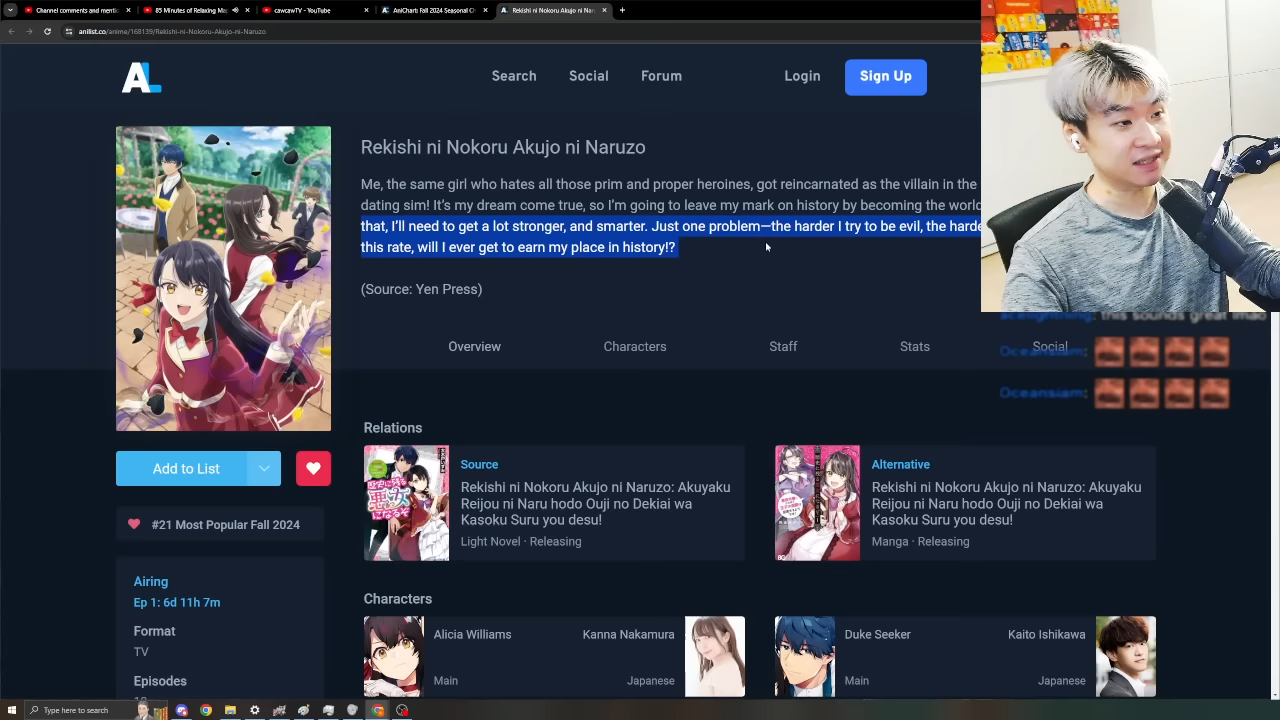 Channel comments and menti
85 Minutes of Relaxing Ma
cawcawTV - YouTube
AniChart: Fall 2024 Seasonal C
Rekishi ni Nokoru Akujo ni Naru
anilist.co/anime/168139/Rekishi-ni-Nokoru-Akujo-ni-Naruzo
AL
Search
Social
Forum
Login
Sign Up
Rekishi ni Nokoru Akujo ni Naruzo
Me, the same girl who hates all those prim and proper heroines, got reincarnated as the villain in the
dating sim! It's my dream come true, so I'm going to leave my mark on history by becoming the world
that, I'll need to get a lot stronger, and smarter. Just one problem—the harder I try to be evil, the harde
this rate, will I ever get to earn my place in history!?
(Source: Yen Press)
this sounds great lmao
Overview
Characters
Staff
Stats
Social
Oceansiam:
Oceansiam:
Relations
Source
Rekishi ni Nokoru Akujo ni Naruzo: Akuyaku
Reijou ni Naru hodo Ouji no Dekiai wa
Kasoku Suru you desu!
Light Novel · Releasing
Alternative
Rekishi ni Nokoru Akujo ni Naruzo: Akuyaku
Reijou ni Naru hodo Ouji no Dekiai wa
Kasoku Suru you desu!
Manga · Releasing
Add to List
#21 Most Popular Fall 2024
Airing
Ep 1: 6d 11h 7m
Format
TV
Episodes
Characters
Alicia Williams
Kanna Nakamura
Main
Japanese
Duke Seeker
Kaito Ishikawa
Main
Japanese
Type here to search